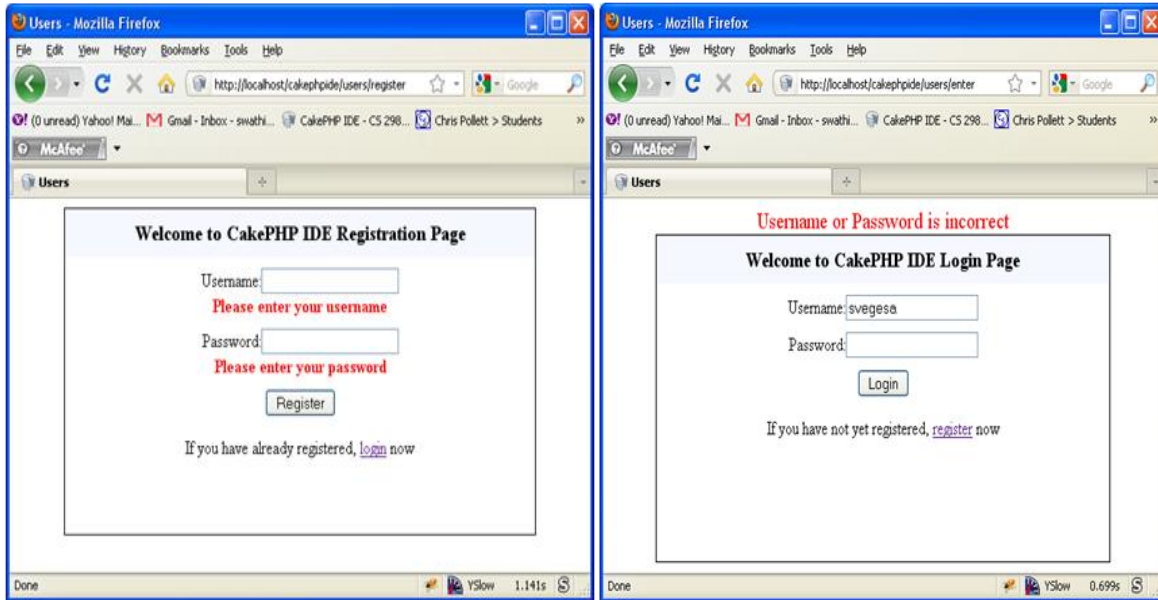 Users - Mozilla Firefox
File Edit View History Bookmarks Tools Help
http://localhost/cakephpide/users/register
Google
(0 unread) Yahoo! Mai... Gmail - Inbox - swathi... CakePHP IDE - CS 298... Chris Pollett > Students »
McAfee
Users
Welcome to CakePHP IDE Registration Page
Username:
Please enter your username
Password:
Please enter your password
Register
If you have already registered, login now
Done YSlow 1.141s
Users - Mozilla Firefox
File Edit View History Bookmarks Tools Help
http://localhost/cakephpide/users/enter
Google
(0 unread) Yahoo! Mai... Gmail - Inbox - swathi... CakePHP IDE - CS 298... Chris Pollett > Students »
McAfee
Users
Username or Password is incorrect
Welcome to CakePHP IDE Login Page
Username: svegesa
Password:
Login
If you have not yet registered, register now
Done YSlow 0.699s